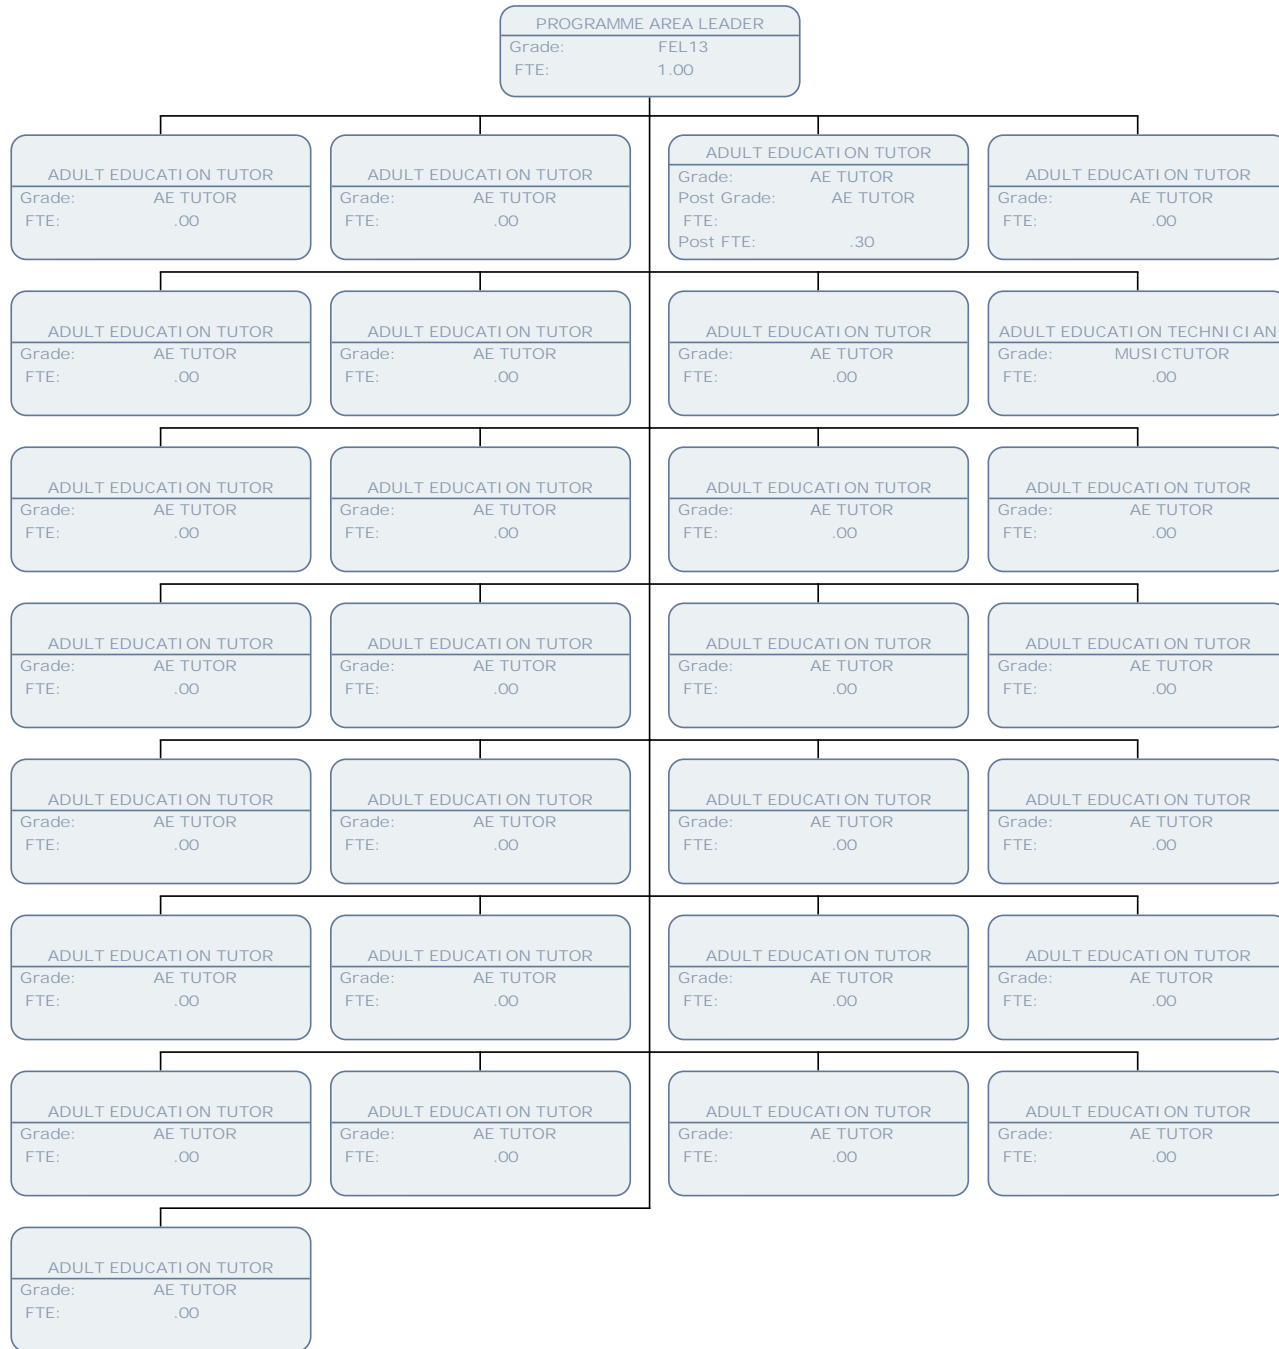 PROGRAMME AREA LEADER
Grade: FEL13
FTE: 1.00
ADULT EDUCATION TUTOR
Grade: AE TUTOR
FTE: .00
ADULT EDUCATION TUTOR
Grade: AE TUTOR
FTE: .00
ADULT EDUCATION TUTOR
Grade: AE TUTOR
Post Grade: AE TUTOR
FTE:
Post FTE: .30
ADULT EDUCATION TUTOR
Grade: AE TUTOR
FTE: .00
ADULT EDUCATION TUTOR
Grade: AE TUTOR
FTE: .00
ADULT EDUCATION TUTOR
Grade: AE TUTOR
FTE: .00
ADULT EDUCATION TUTOR
Grade: AE TUTOR
FTE: .00
ADULT EDUCATION TECHNICIAN
Grade: MUSICTUTOR
FTE: .00
ADULT EDUCATION TUTOR
Grade: AE TUTOR
FTE: .00
ADULT EDUCATION TUTOR
Grade: AE TUTOR
FTE: .00
ADULT EDUCATION TUTOR
Grade: AE TUTOR
FTE: .00
ADULT EDUCATION TUTOR
Grade: AE TUTOR
FTE: .00
ADULT EDUCATION TUTOR
Grade: AE TUTOR
FTE: .00
ADULT EDUCATION TUTOR
Grade: AE TUTOR
FTE: .00
ADULT EDUCATION TUTOR
Grade: AE TUTOR
FTE: .00
ADULT EDUCATION TUTOR
Grade: AE TUTOR
FTE: .00
ADULT EDUCATION TUTOR
Grade: AE TUTOR
FTE: .00
ADULT EDUCATION TUTOR
Grade: AE TUTOR
FTE: .00
ADULT EDUCATION TUTOR
Grade: AE TUTOR
FTE: .00
ADULT EDUCATION TUTOR
Grade: AE TUTOR
FTE: .00
ADULT EDUCATION TUTOR
Grade: AE TUTOR
FTE: .00
ADULT EDUCATION TUTOR
Grade: AE TUTOR
FTE: .00
ADULT EDUCATION TUTOR
Grade: AE TUTOR
FTE: .00
ADULT EDUCATION TUTOR
Grade: AE TUTOR
FTE: .00
ADULT EDUCATION TUTOR
Grade: AE TUTOR
FTE: .00
ADULT EDUCATION TUTOR
Grade: AE TUTOR
FTE: .00
ADULT EDUCATION TUTOR
Grade: AE TUTOR
FTE: .00
ADULT EDUCATION TUTOR
Grade: AE TUTOR
FTE: .00
ADULT EDUCATION TUTOR
Grade: AE TUTOR
FTE: .00